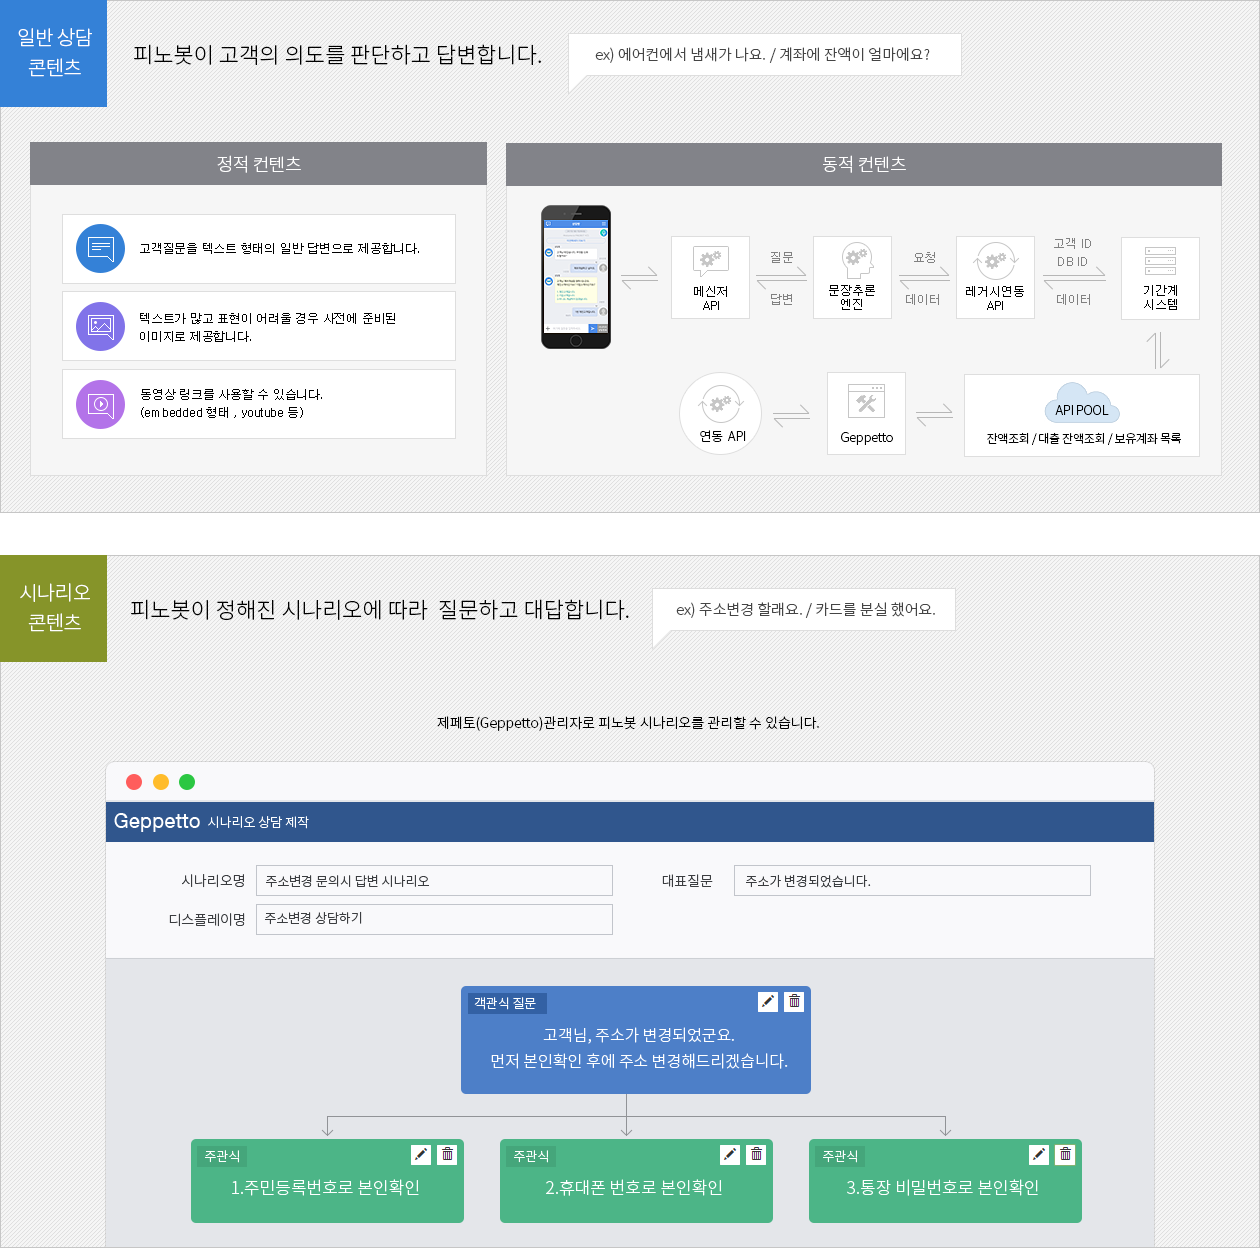 일반 상담
콘텐츠
피노봇이 고객의 의도를 판단하고 답변합니다.
ex) 에어컨에서 냄새가 나요. / 계좌에 잔액이 얼마에요?
정적 컨텐츠
고객질문을 텍스트 형태의 일반 답변으로 제공합니다.
텍스트가 많고 표현이 어려울 경우 사전에 준비된
이미지로 제공합니다.
동영상 링크를 사용할 수 있습니다.
(embedded 형태 , youtube 등)
동적 컨텐츠
메신저
API
질문
답변
문장추론
엔진
요청
데이터
레거시연동
API
고객 ID
DB ID
데이터
기간계
시스템
연동 API
Geppetto
API POOL
잔액조회 / 대출 잔액조회 / 보유계좌 목록
시나리오
콘텐츠
피노봇이 정해진 시나리오에 따라 질문하고 대답합니다.
ex) 주소변경 할래요. / 카드를 분실 했어요.
제페토(Geppetto)관리자로 피노봇 시나리오를 관리할 수 있습니다.
Geppetto 시나리오 상담 제작
시나리오명
주소변경 문의시 답변 시나리오
대표질문
주소가 변경되었습니다.
디스플레이명
주소변경 상담하기
객관식 질문
고객님, 주소가 변경되었군요.
먼저 본인확인 후에 주소 변경해드리겠습니다.
주관식
1.주민등록번호로 본인확인
주관식
2.휴대폰 번호로 본인확인
주관식
3.통장 비밀번호로 본인확인